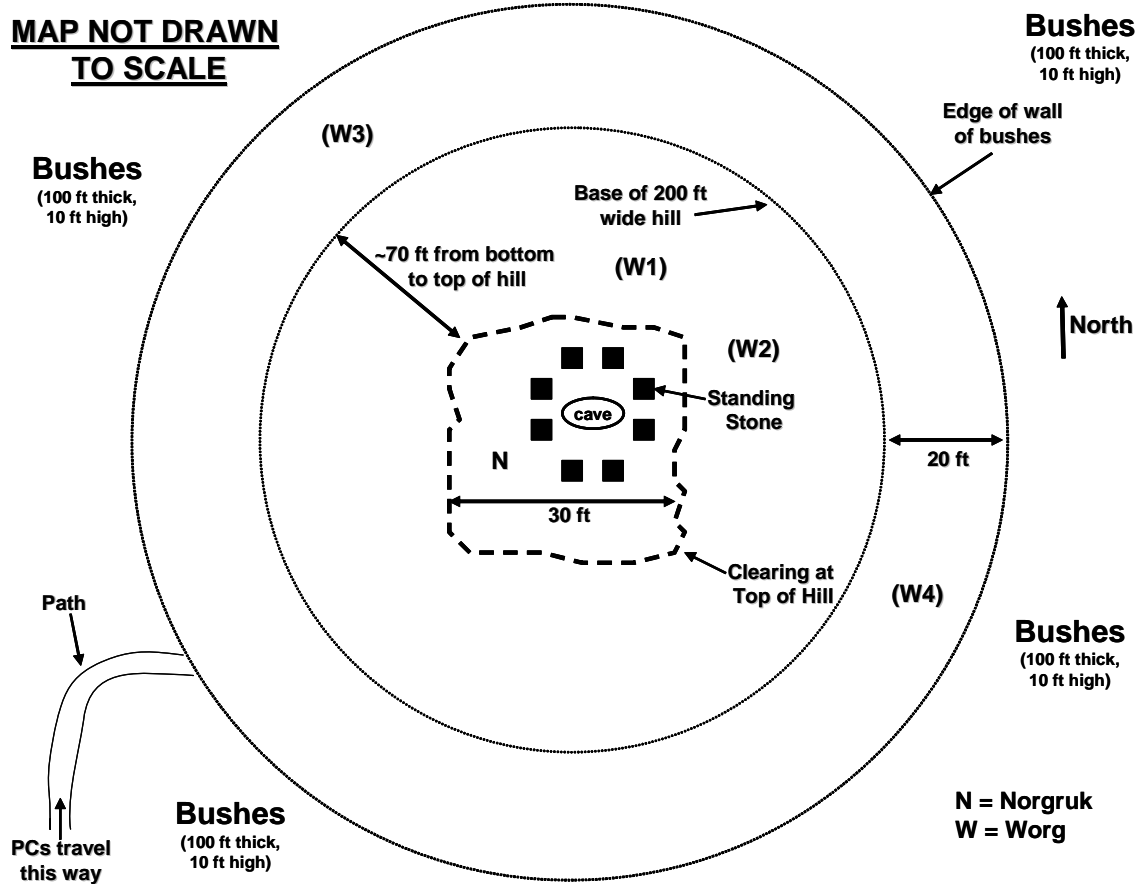 MAP NOT DRAWN
TO SCALE
Bushes
(100 ft thick,
10 ft high)
Edge of wall
of bushes
(W3)
Bushes
(100 ft thick,
10 ft high)
Base of 200 ft
wide hill
~70 ft from bottom
to top of hill
(W1)
North
(W2)
Standing
Stone
cave
N
20 ft
30 ft
Clearing at
Top of Hill
(W4)
Path
Bushes
(100 ft thick,
10 ft high)
Bushes
(100 ft thick,
10 ft high)
N = Norgruk
W = Worg
PCs travel
this way